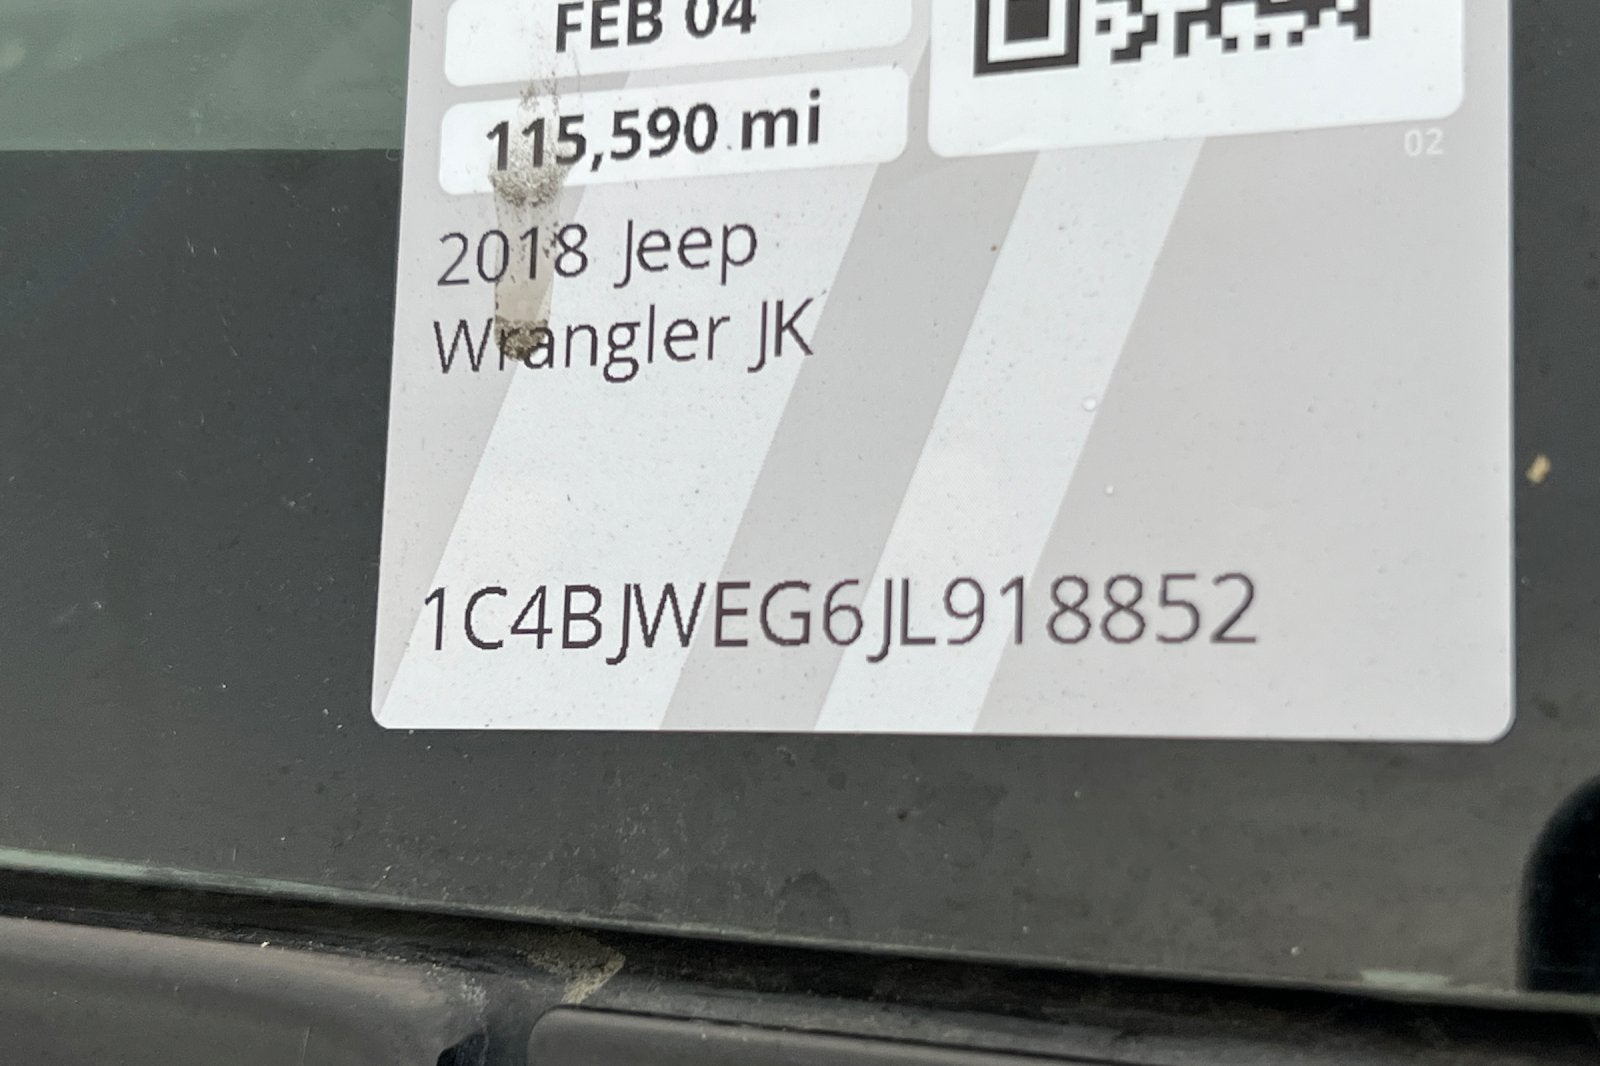 FEB 04
115,590 mi
02
2018 Jeep
Wrangler JK
1C4BJWEG6JL918852